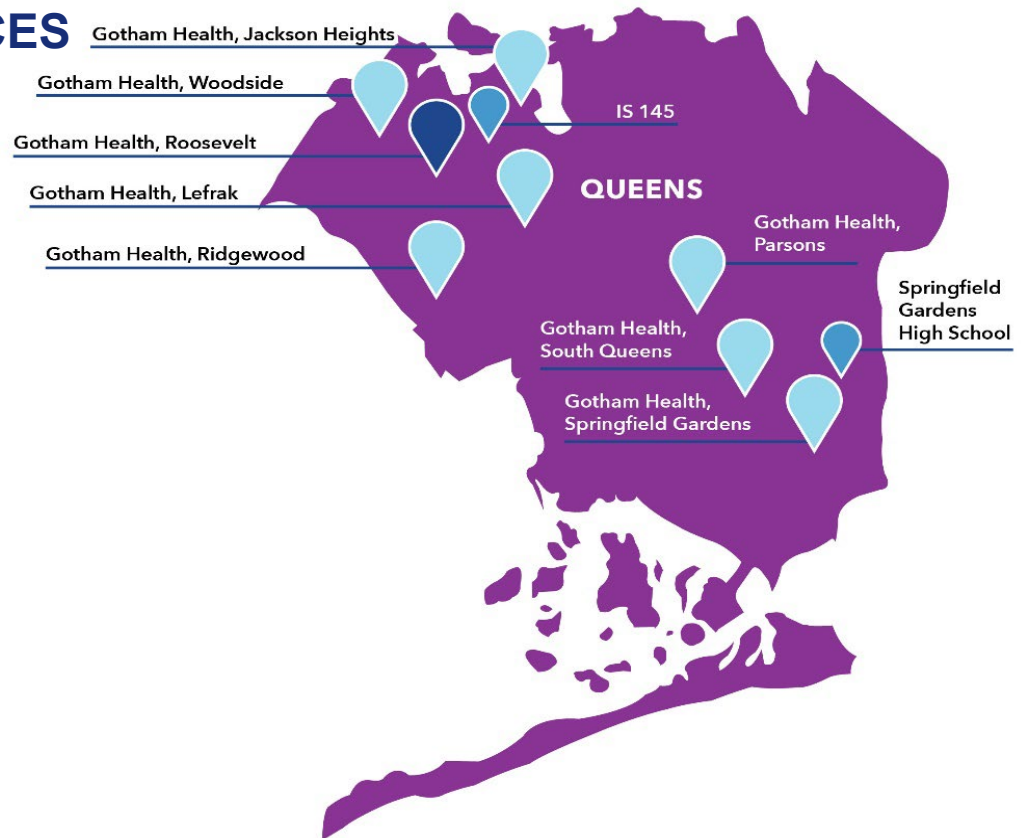 CES
Gotham Health, Jackson Heights
Gotham Health, Woodside
IS 145
Gotham Health, Roosevelt
Gotham Health, Lefrak
QUEENS
Gotham Health, Ridgewood
Gotham Health,
Parsons
Springfield
Gardens
High School
Gotham Health,
South Queens
Gotham Health,
Springfield Gardens